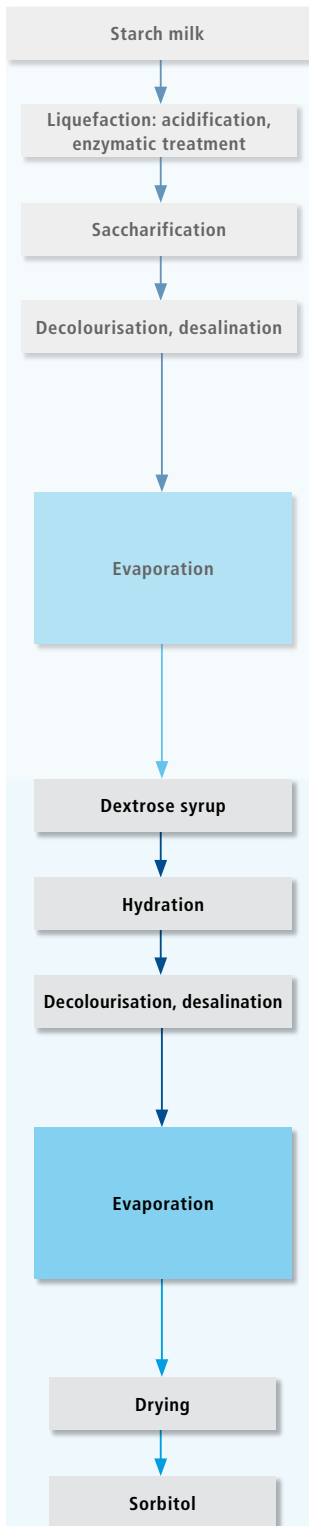 Starch milk
Liquefaction: acidification,
enzymatic treatment
Saccharification
Decolourisation, desalination
Evaporation
Dextrose syrup
Hydration
Decolourisation, desalination
Evaporation
Drying
Sorbitol